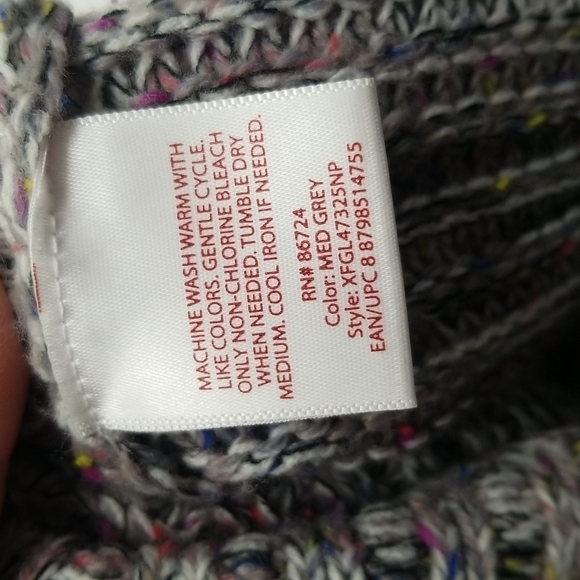 MACHINE WASH WARM WITH
LIKE COLORS. GENTLE CYCLE.
ONLY NON-CHLORINE BLEACH
WHEN NEEDED. TUMBLE DRY
MEDIUM. COOL IRON IF NEEDED.
RN# 86724
Color: MED GREY
Style: XFGL47325NP
EAN/UPC 8 8798514755